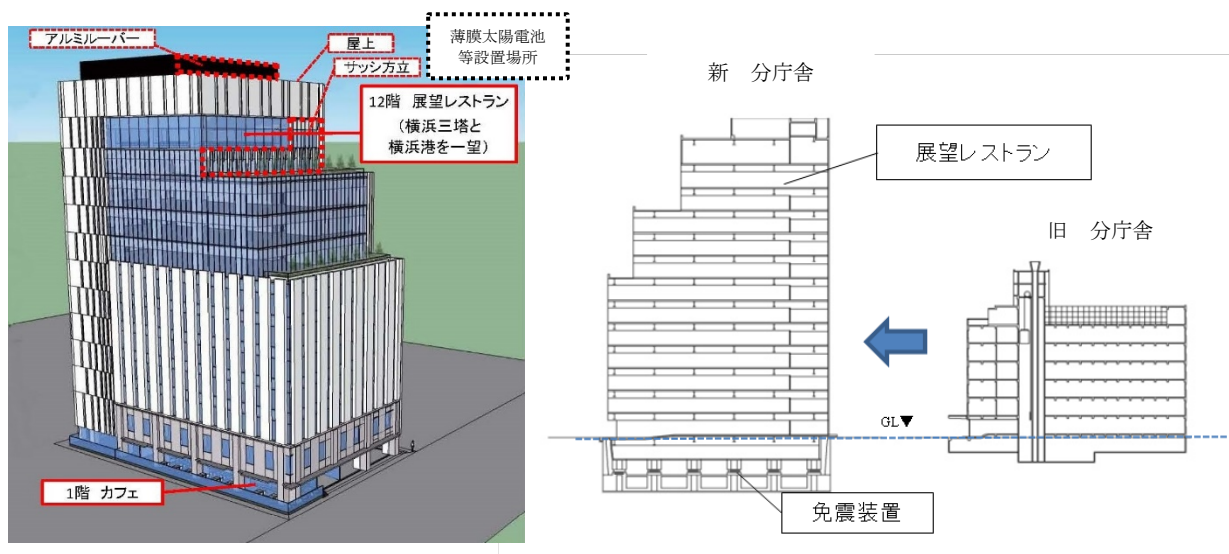 アルミルーバー
屋上
サッシ方立
薄膜太陽電池
等設置場所
12階 展望レストラン
(横浜三塔と
横浜港を一望)
1階 カフェ
新 分庁舎
展望レストラン
旧 分庁舎
GL▼
免震装置